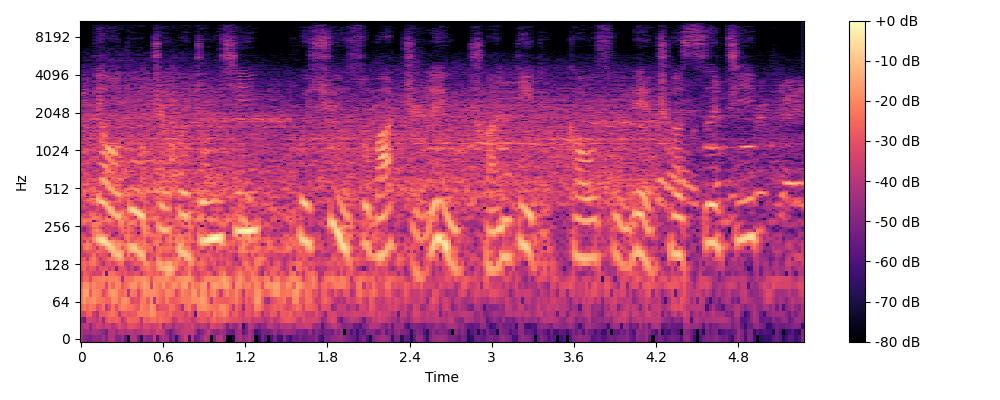 8192
4096
2048
1024
512
256
128
64
0
Hz
0 0.6 1.2 1.8 2.4 3 3.6 4.2 4.8
Time
+0 dB
-10 dB
-20 dB
-30 dB
-40 dB
-50 dB
-60 dB
-70 dB
-80 dB